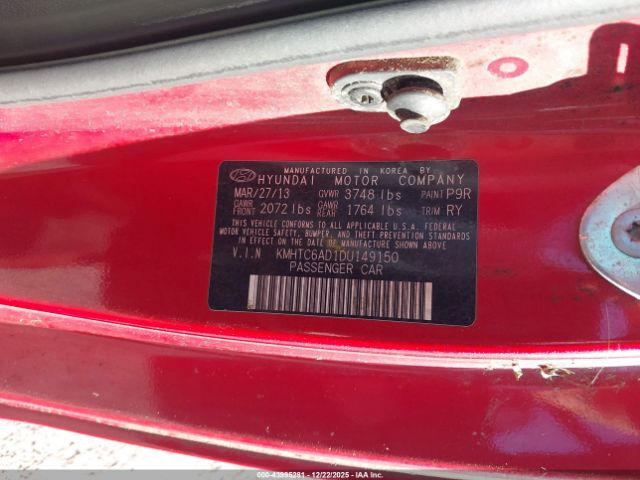 MANUFACTURED IN KOREA BY
HYUNDAI MOTOR COMPANY
MAR/27/13 GVWR 3748 lbs PAINT P9R
GAWR FRONT 2072 lbs GAWR REAR 1764 lbs TRIM RY
THIS VEHICLE CONFORMS TO ALL APPLICABLE U.S.A. FEDERAL
MOTOR VEHICLE SAFETY, BUMPER, AND THEFT PREVENTION STANDARDS
IN EFFECT ON THE DATE OF MANUFACTURE SHOWN ABOVE.
V.I.N KMHTC6AD1DU149150
PASSENGER CAR
000-43995281 - 12/22/2025 - IAA Inc.